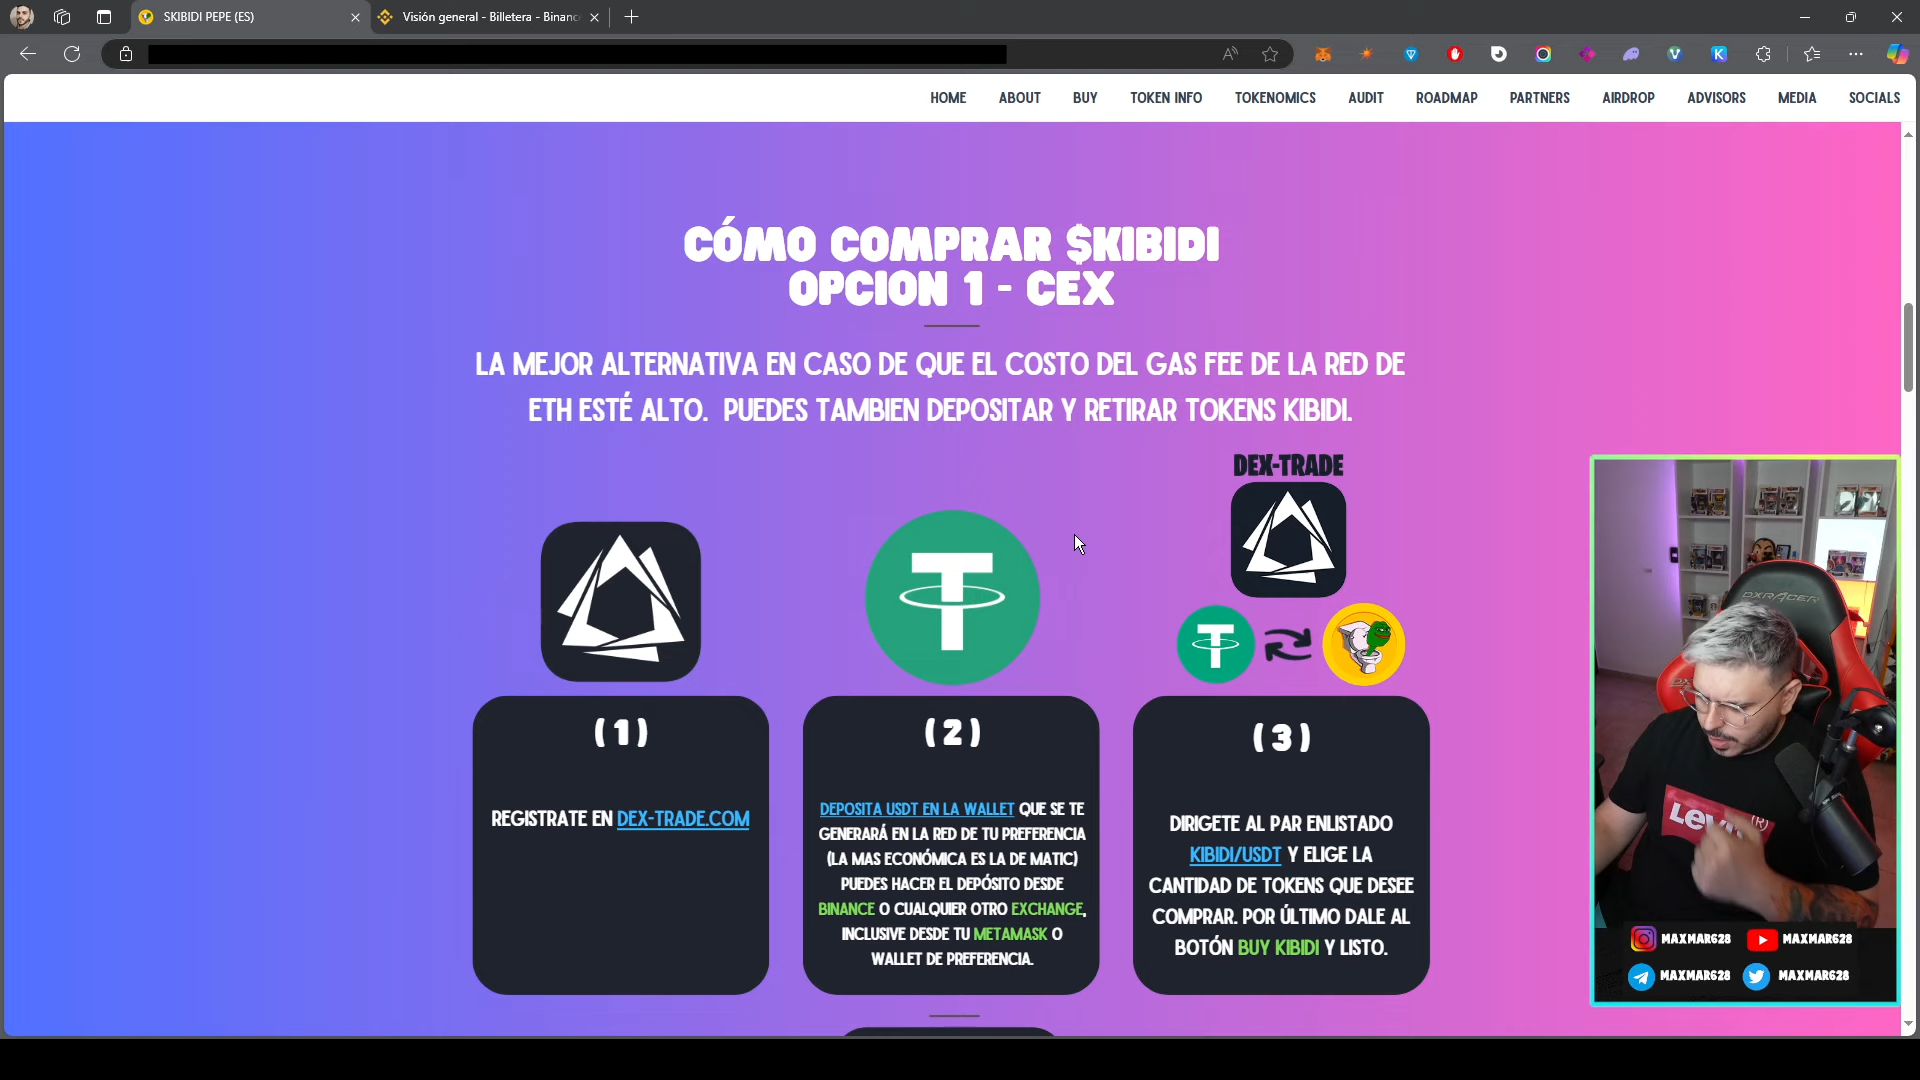 SKIBIDI PEPE (ES)
Visión general - Billetera - Binanc
HOME ABOUT BUY TOKEN INFO TOKENOMICS AUDIT ROADMAP PARTNERS AIRDROP ADVISORS MEDIA SOCIALS
CÓMO COMPRAR $KIBIDI
OPCION 1 - CEX
LA MEJOR ALTERNATIVA EN CASO DE QUE EL COSTO DEL GAS FEE DE LA RED DE
ETH ESTÉ ALTO. PUEDES TAMBIEN DEPOSITAR Y RETIRAR TOKENS KIBIDI.
DEX-TRADE
(1)
REGISTRATE EN DEX-TRADE.COM
(2)
DEPOSITA USDT EN LA WALLET QUE SE TE
GENERARÁ EN LA RED DE TU PREFERENCIA
(LA MAS ECONÓMICA ES LA DE MATIC)
PUEDES HACER EL DEPÓSITO DESDE
BINANCE O CUALQUIER OTRO EXCHANGE,
INCLUSIVE DESDE TU METAMASK O
WALLET DE PREFERENCIA.
(3)
DIRIGETE AL PAR ENLISTADO
KIBIDI/USDT Y ELIGE LA
CANTIDAD DE TOKENS QUE DESEE
COMPRAR. POR ÚLTIMO DALE AL
BOTÓN BUY KIBIDI Y LISTO.
DXRACER
MAXMAR628 MAXMAR628
MAXMAR628 MAXMAR628